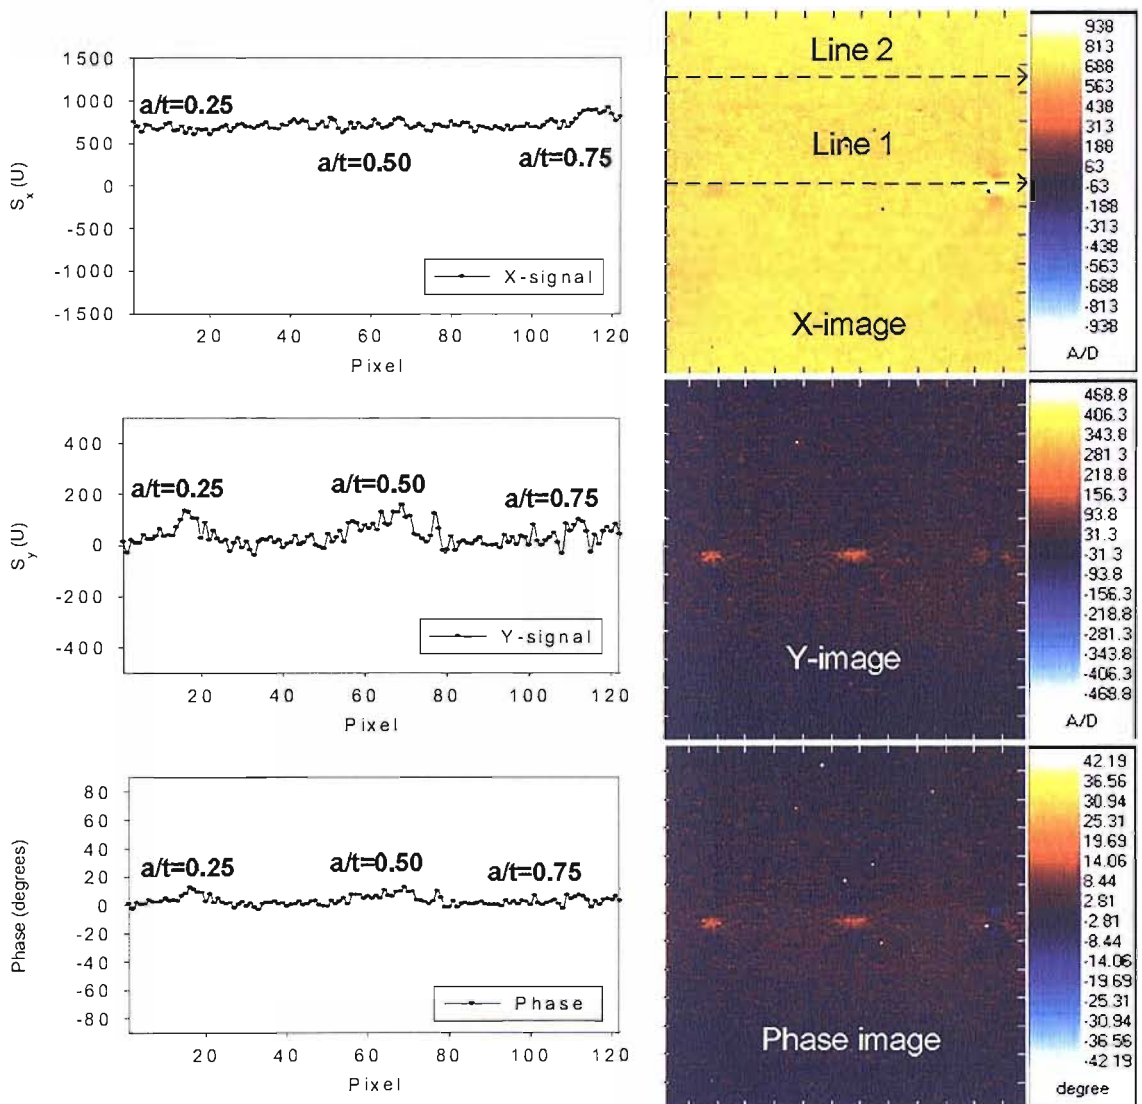 1500
1000
500
0
-500
-1000
-1500
S_x (U)
a/t=0.25
a/t=0.50
a/t=0.75
X-signal
20 40 60 80 100 120
Pixel
Line 2
Line 1
X-image
938
813
688
563
438
313
188
63
-63
-188
-313
-438
-563
-688
-813
-938
A/D
400
200
0
-200
-400
S_y (U)
a/t=0.25
a/t=0.50
a/t=0.75
Y-signal
20 40 60 80 100 120
Pixel
Y-image
468.8
406.3
343.8
281.3
218.8
156.3
93.8
31.3
-31.3
-93.8
-156.3
-218.8
-281.3
-343.8
-406.3
-468.8
A/D
80
60
40
20
0
-20
-40
-60
-80
Phase (degrees)
a/t=0.25
a/t=0.50
a/t=0.75
Phase
20 40 60 80 100 120
Pixel
Phase image
42.19
36.56
30.94
25.31
19.69
14.06
8.44
2.81
-2.81
-8.44
-14.06
-19.69
-25.31
-30.94
-36.56
-42.19
degree